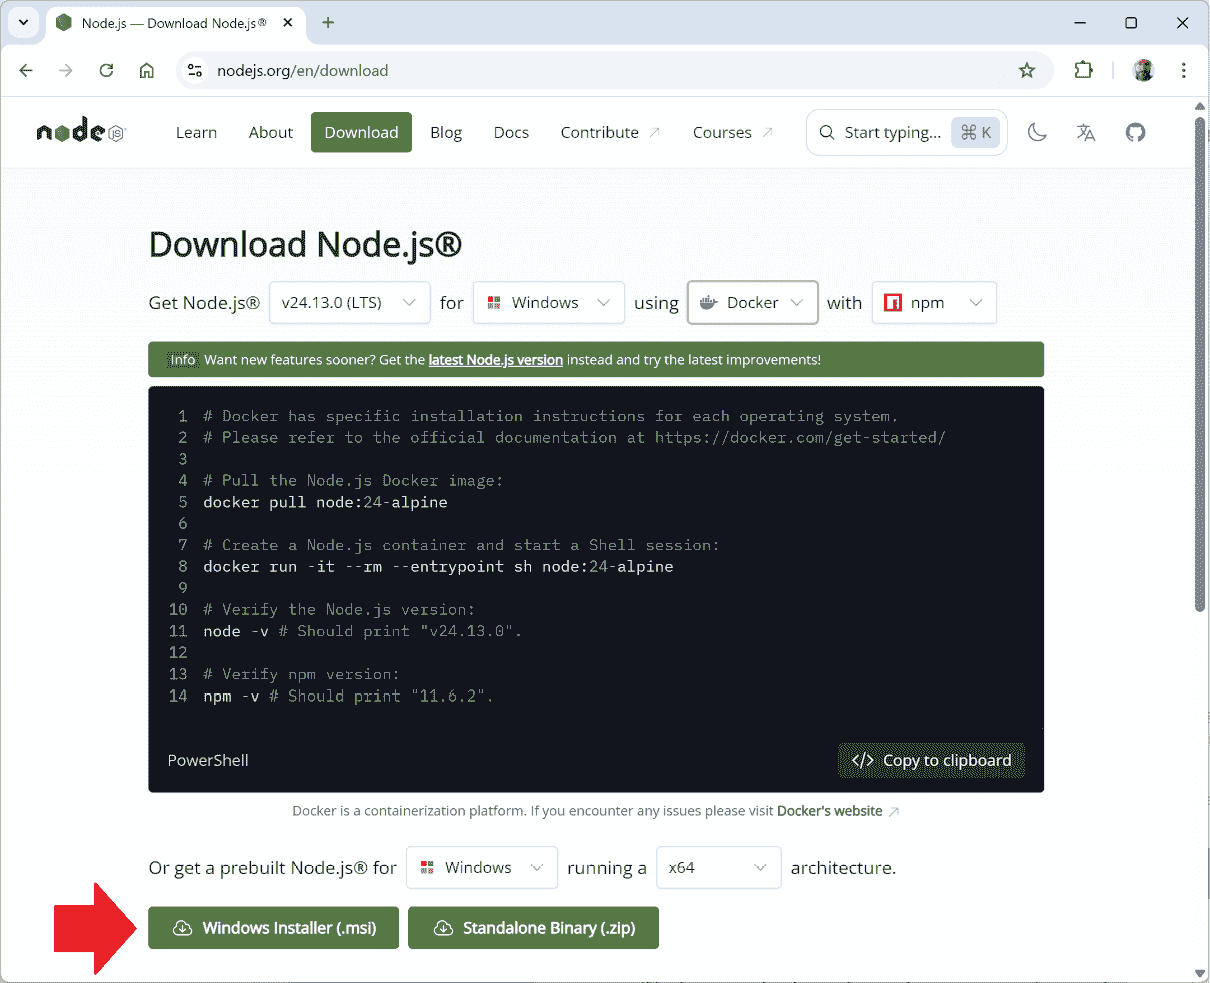 Node.js — Download Node.js®
nodejs.org/en/download
node JS
Learn About Download Blog Docs Contribute Courses Start typing... ⌘ K
Download Node.js®
Get Node.js® v24.13.0 (LTS) for Windows using Docker with npm
Info Want new features sooner? Get the latest Node.js version instead and try the latest improvements!
1 # Docker has specific installation instructions for each operating system.
2 # Please refer to the official documentation at https://docker.com/get-started/
3
4 # Pull the Node.js Docker image:
5 docker pull node:24-alpine
6
7 # Create a Node.js container and start a Shell session:
8 docker run -it --rm --entrypoint sh node:24-alpine
9
10 # Verify the Node.js version:
11 node -v # Should print "v24.13.0".
12
13 # Verify npm version:
14 npm -v # Should print "11.6.2".
PowerShell </> Copy to clipboard
Docker is a containerization platform. If you encounter any issues please visit Docker's website
Or get a prebuilt Node.js® for Windows running a x64 architecture.
Windows Installer (.msi) Standalone Binary (.zip)